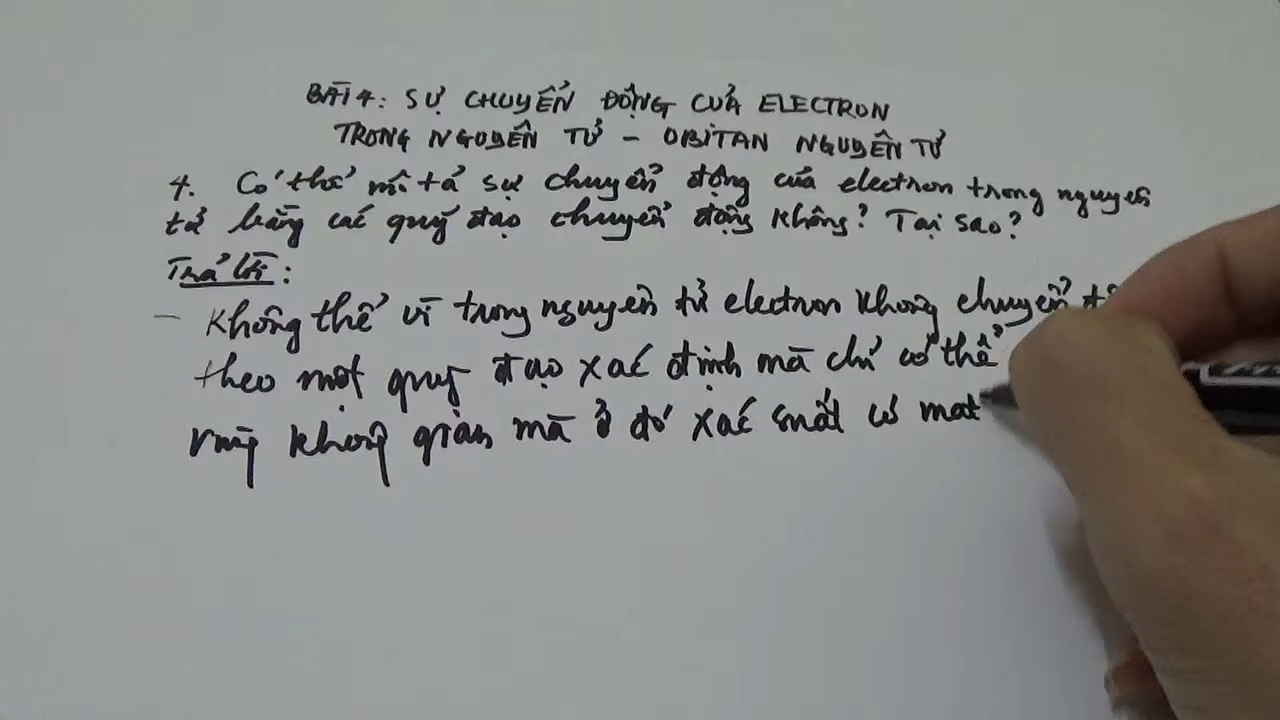 BÀI 4: SỰ CHUYỂN ĐỘNG CỦA ELECTRON
TRONG NGUYÊN TỬ - OBITAN NGUYÊN TỬ
4. Có thể mô tả sự chuyển động của electron trong nguyên
tử bằng các quỹ đạo chuyển động không? Tại sao?
Trả lời:
- Không thể vì trong nguyên tử electron không chuyển
theo một quỹ đạo xác định mà chỉ có thể
vùng không gian mà ở đó xác suất có mat